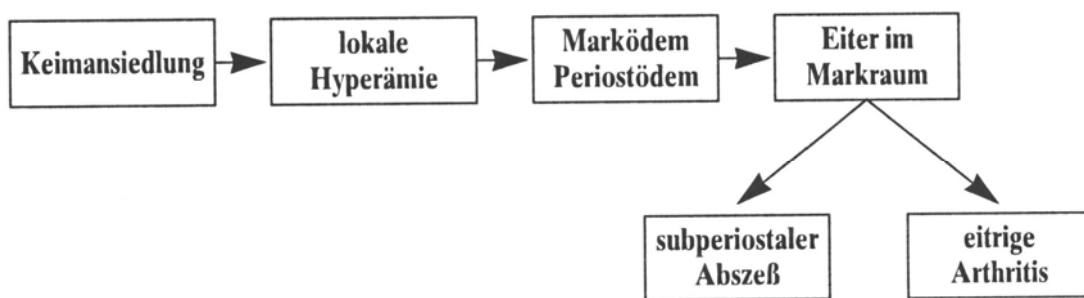 Keimansiedlung
lokale
Hyperämie
Marködem
Periostödem
Eiter im
Markraum
subperiostaler
Abszeß
eitrige
Arthritis